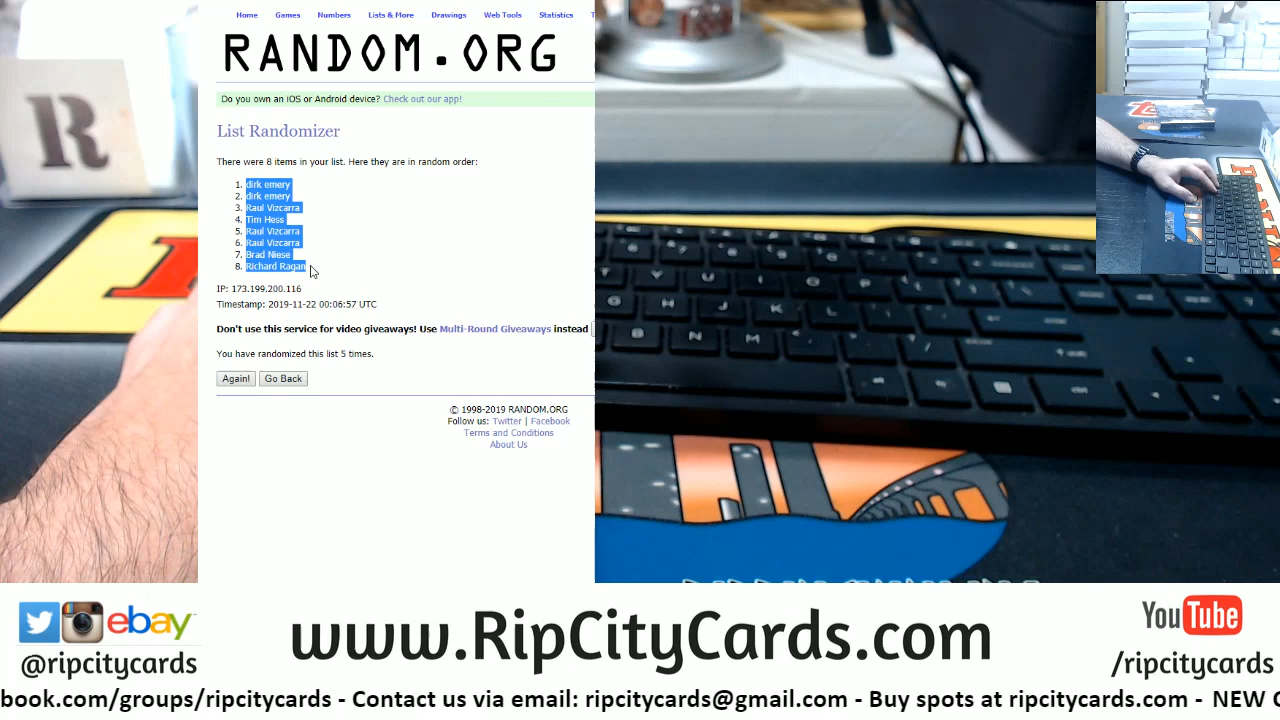 Home Games Numbers Lists & More Drawings Web Tools Statistics T
RANDOM.ORG
Do you own an iOS or Android device? Check out our app!
List Randomizer
There were 8 items in your list. Here they are in random order:
1. dirk emery
2. dirk emery
3. Raul Vizcarra
4. Tim Hess
5. Raul Vizcarra
6. Raul Vizcarra
7. Brad Niese
8. Richard Ragan
IP: 173.199.200.116
Timestamp: 2019-11-22 00:06:57 UTC
Don't use this service for video giveaways! Use Multi-Round Giveaways instead
You have randomized this list 5 times.
Again! Go Back
© 1998-2019 RANDOM.ORG
Follow us: Twitter | Facebook
Terms and Conditions
About Us
R
Y U I O P
H J K L
B N M
ebay
@ripcitycards
www.RipCityCards.com
YouTube
/ripcitycards
book.com/groups/ripcitycards - Contact us via email: ripcitycards@gmail.com - Buy spots at ripcitycards.com - NEW